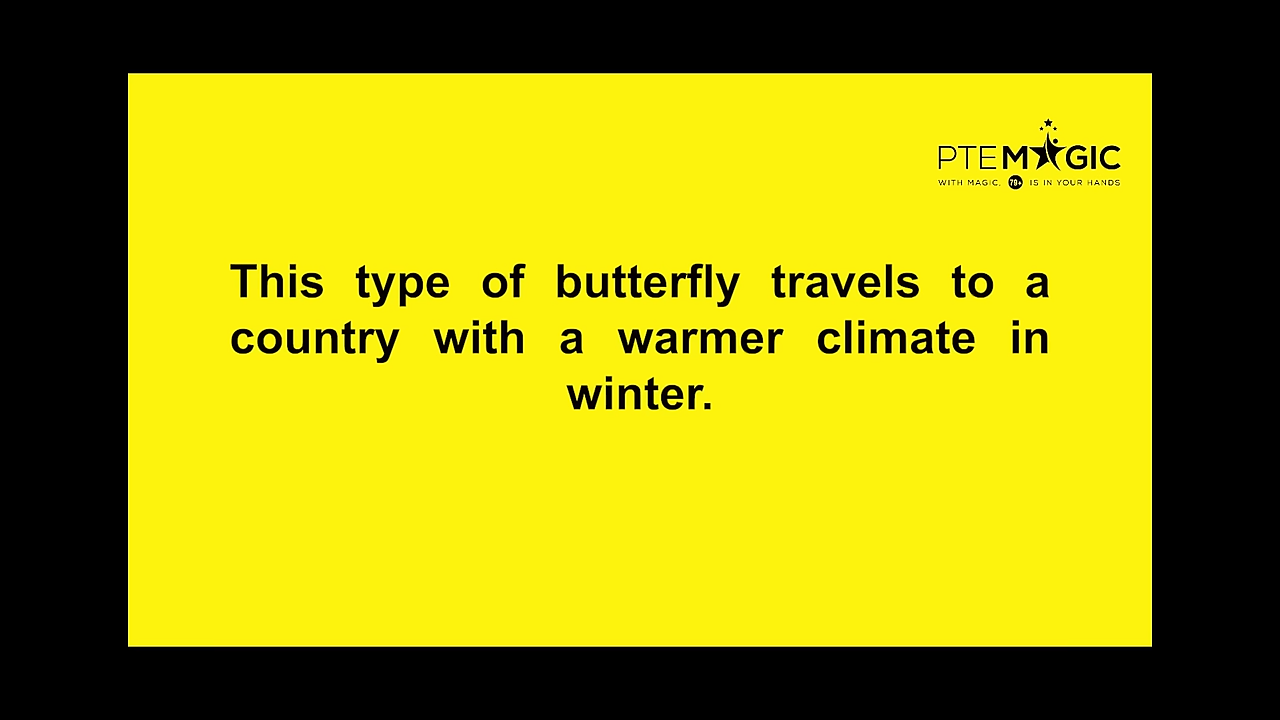 PTEMAGIC
WITH MAGIC, 79+ IS IN YOUR HANDS
This type of butterfly travels to a
country with a warmer climate in
winter.